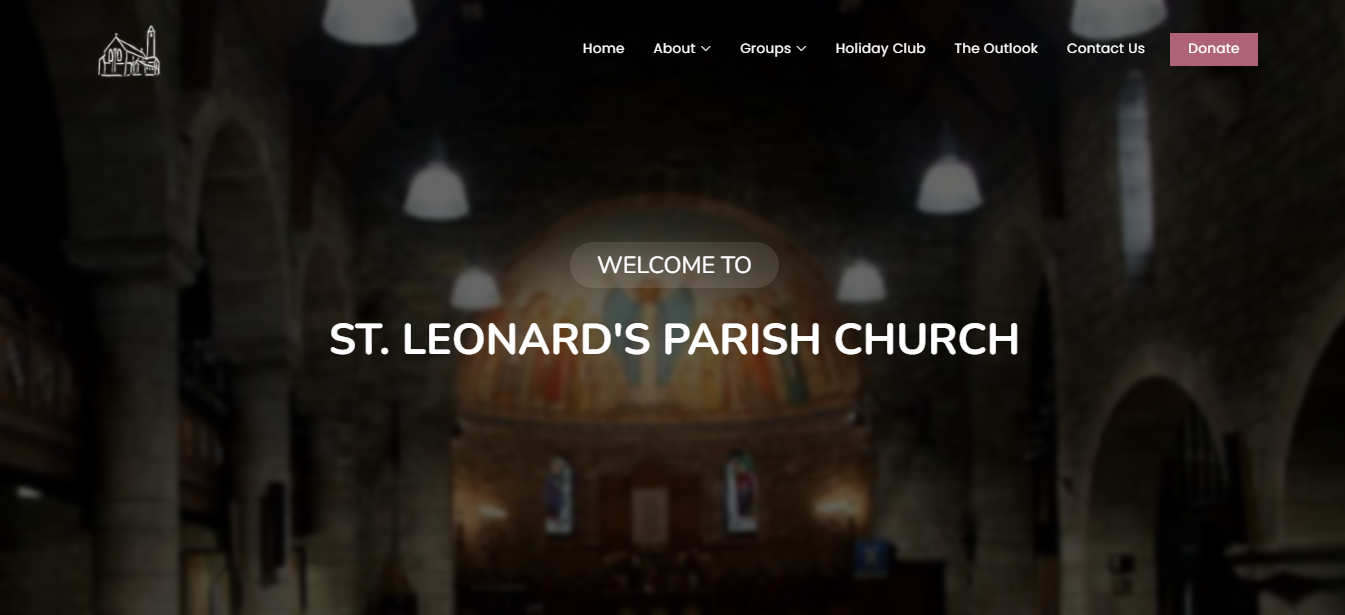 Home About Groups Holiday Club The Outlook Contact Us Donate
WELCOME TO
ST. LEONARD'S PARISH CHURCH